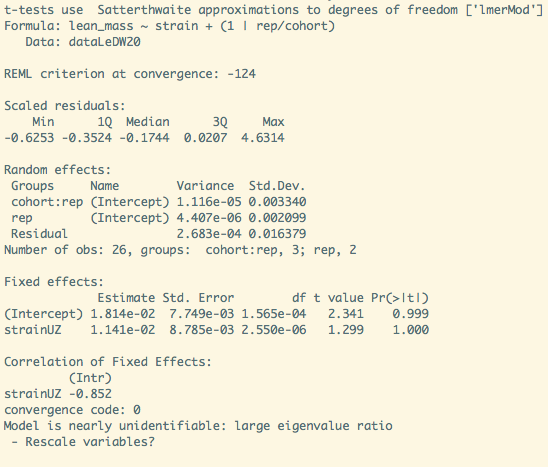 t-tests use  Satterthwaite approximations to degrees of freedom ['lmerMod']
Formula: lean_mass ~ strain + (1 | rep/cohort)
   Data: dataLeDW20

REML criterion at convergence: -124

Scaled residuals:
    Min      1Q  Median      3Q     Max
-0.6253 -0.3524 -0.1744  0.0207  4.6314

Random effects:
 Groups     Name        Variance  Std.Dev.
 cohort:rep (Intercept) 1.116e-05 0.003340
 rep        (Intercept) 4.407e-06 0.002099
 Residual               2.683e-04 0.016379
Number of obs: 26, groups:  cohort:rep, 3; rep, 2

Fixed effects:
             Estimate Std. Error        df t value Pr(>|t|)
(Intercept) 1.814e-02  7.749e-03 1.565e-04   2.341    0.999
strainUZ    1.141e-02  8.785e-03 2.550e-06   1.299    1.000

Correlation of Fixed Effects:
         (Intr)
strainUZ -0.852
convergence code: 0
Model is nearly unidentifiable: large eigenvalue ratio
 - Rescale variables?